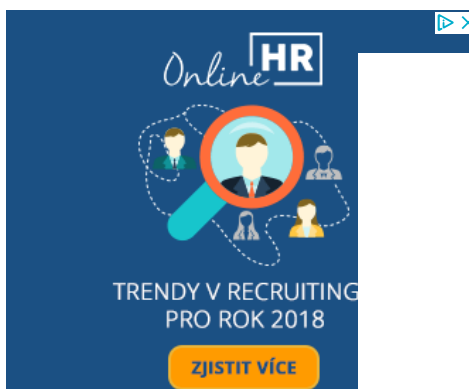 Online HR
TRENDY V RECRUITING
PRO ROK 2018
ZJISTIT VÍCE